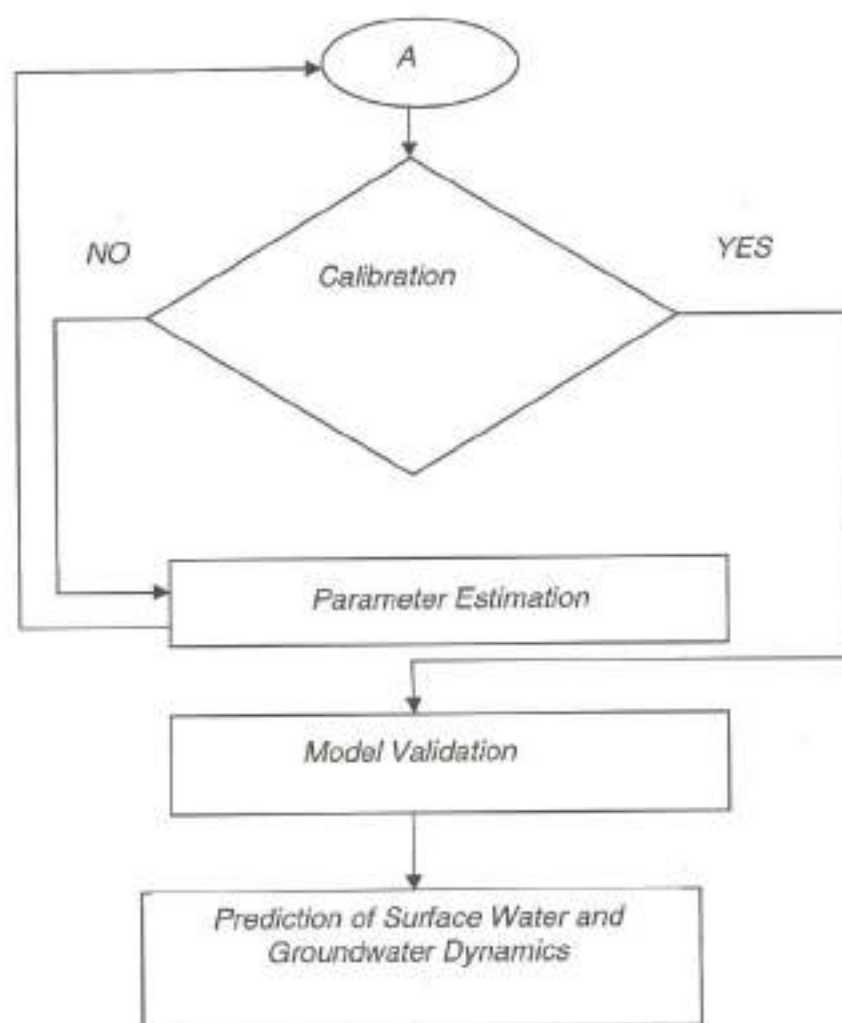 A
NO
YES
Calibration
Parameter Estimation
Model Validation
Prediction of Surface Water and
Groundwater Dynamics